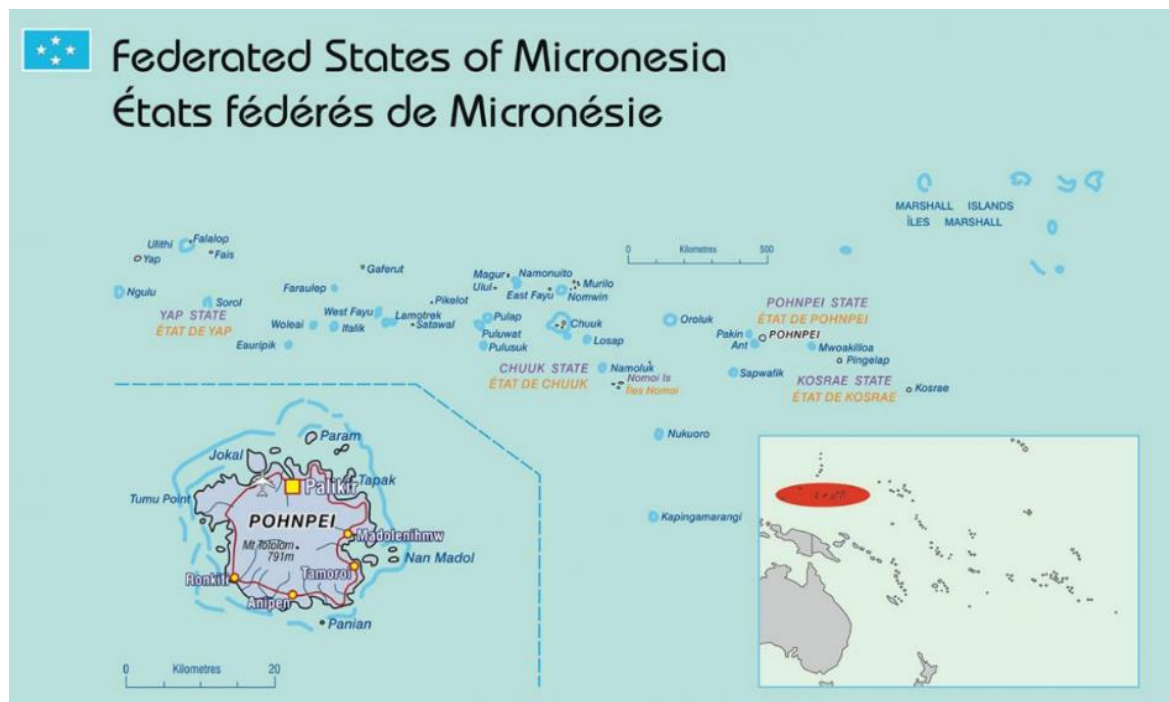 Federated States of Micronesia
États fédérés de Micronésie
MARSHALL ISLANDS
ÎLES MARSHALL
0 Kilometres 500
Ulithi
Falalop
Yap
Fais
Gaferut
Magur
Namonuito
Ulul
Murilo
East Fayu
Nomwin
Ngulu
Sorol
Faraulep
Pikelot
YAP STATE
ÉTAT DE YAP
West Fayu
Lamotrek
Woleai
Ifalik
Satawal
Eauripik
Pulap
Puluwat
Pulusuk
Chuuk
Losap
Oroluk
POHNPEI STATE
ÉTAT DE POHNPEI
Pakin
POHNPEI
Ant
Mwoakilloa
Pingelap
CHUUK STATE
ÉTAT DE CHUUK
Namoluk
Nomoi Is
Îles Nomoi
Sapwafik
KOSRAE STATE
ÉTAT DE KOSRAE
Kosrae
Nukuoro
Kapingamarangi
Param
Jokal
Tapak
Palikir
Tumu Point
POHNPEI
Madolenihmw
Mt Totolom
791m
Nan Madol
Tamoroi
Ronkiti
Anipen
Panian
0 Kilometres 20